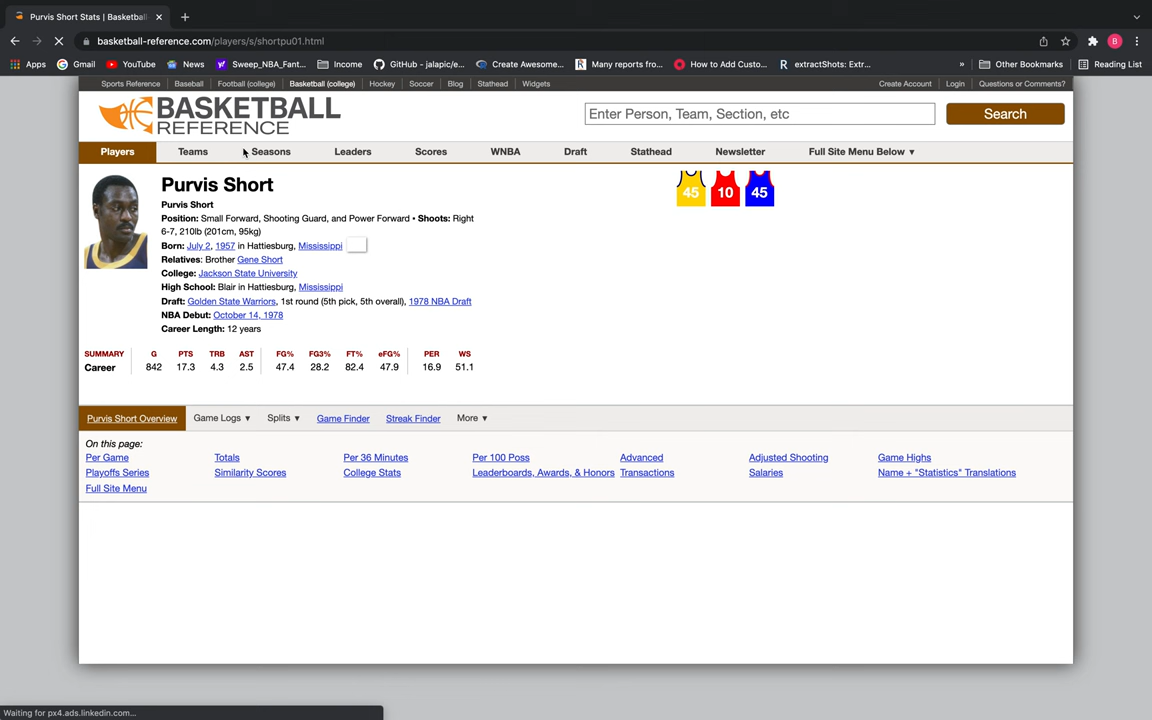 Purvis Short Stats | Basketball-
basketball-reference.com/players/s/shortpu01.html
Apps Gmail YouTube News Sweep_NBA_Fant... Income GitHub - jalapic/e... Create Awesome... Many reports fro... How to Add Custo... extractShots: Extr... » Other Bookmarks Reading List
Sports Reference Baseball Football (college) Basketball (college) Hockey Soccer Blog Stathead Widgets Create Account Login Questions or Comments?
BASKETBALL
REFERENCE
Enter Person, Team, Section, etc Search
Players Teams Seasons Leaders Scores WNBA Draft Stathead Newsletter Full Site Menu Below ▼
Purvis Short
45 10 45
Purvis Short
Position: Small Forward, Shooting Guard, and Power Forward • Shoots: Right
6-7, 210lb (201cm, 95kg)
Born: July 2, 1957 in Hattiesburg, Mississippi
Relatives: Brother Gene Short
College: Jackson State University
High School: Blair in Hattiesburg, Mississippi
Draft: Golden State Warriors, 1st round (5th pick, 5th overall), 1978 NBA Draft
NBA Debut: October 14, 1978
Career Length: 12 years
SUMMARY G PTS TRB AST FG% FG3% FT% eFG% PER WS
Career 842 17.3 4.3 2.5 47.4 28.2 82.4 47.9 16.9 51.1
Purvis Short Overview Game Logs ▼ Splits ▼ Game Finder Streak Finder More ▼
On this page:
Per Game Totals Per 36 Minutes Per 100 Poss Advanced Adjusted Shooting Game Highs
Playoffs Series Similarity Scores College Stats Leaderboards, Awards, & Honors Transactions Salaries Name + "Statistics" Translations
Full Site Menu
Waiting for px4.ads.linkedin.com...